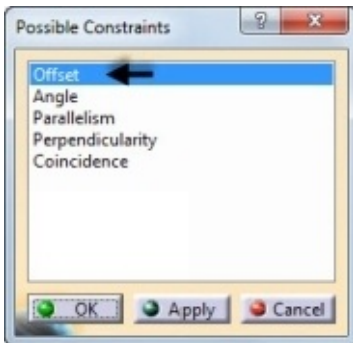 Possible Constraints
?
Offset
Angle
Parallelism
Perpendicularity
Coincidence
OK Apply Cancel